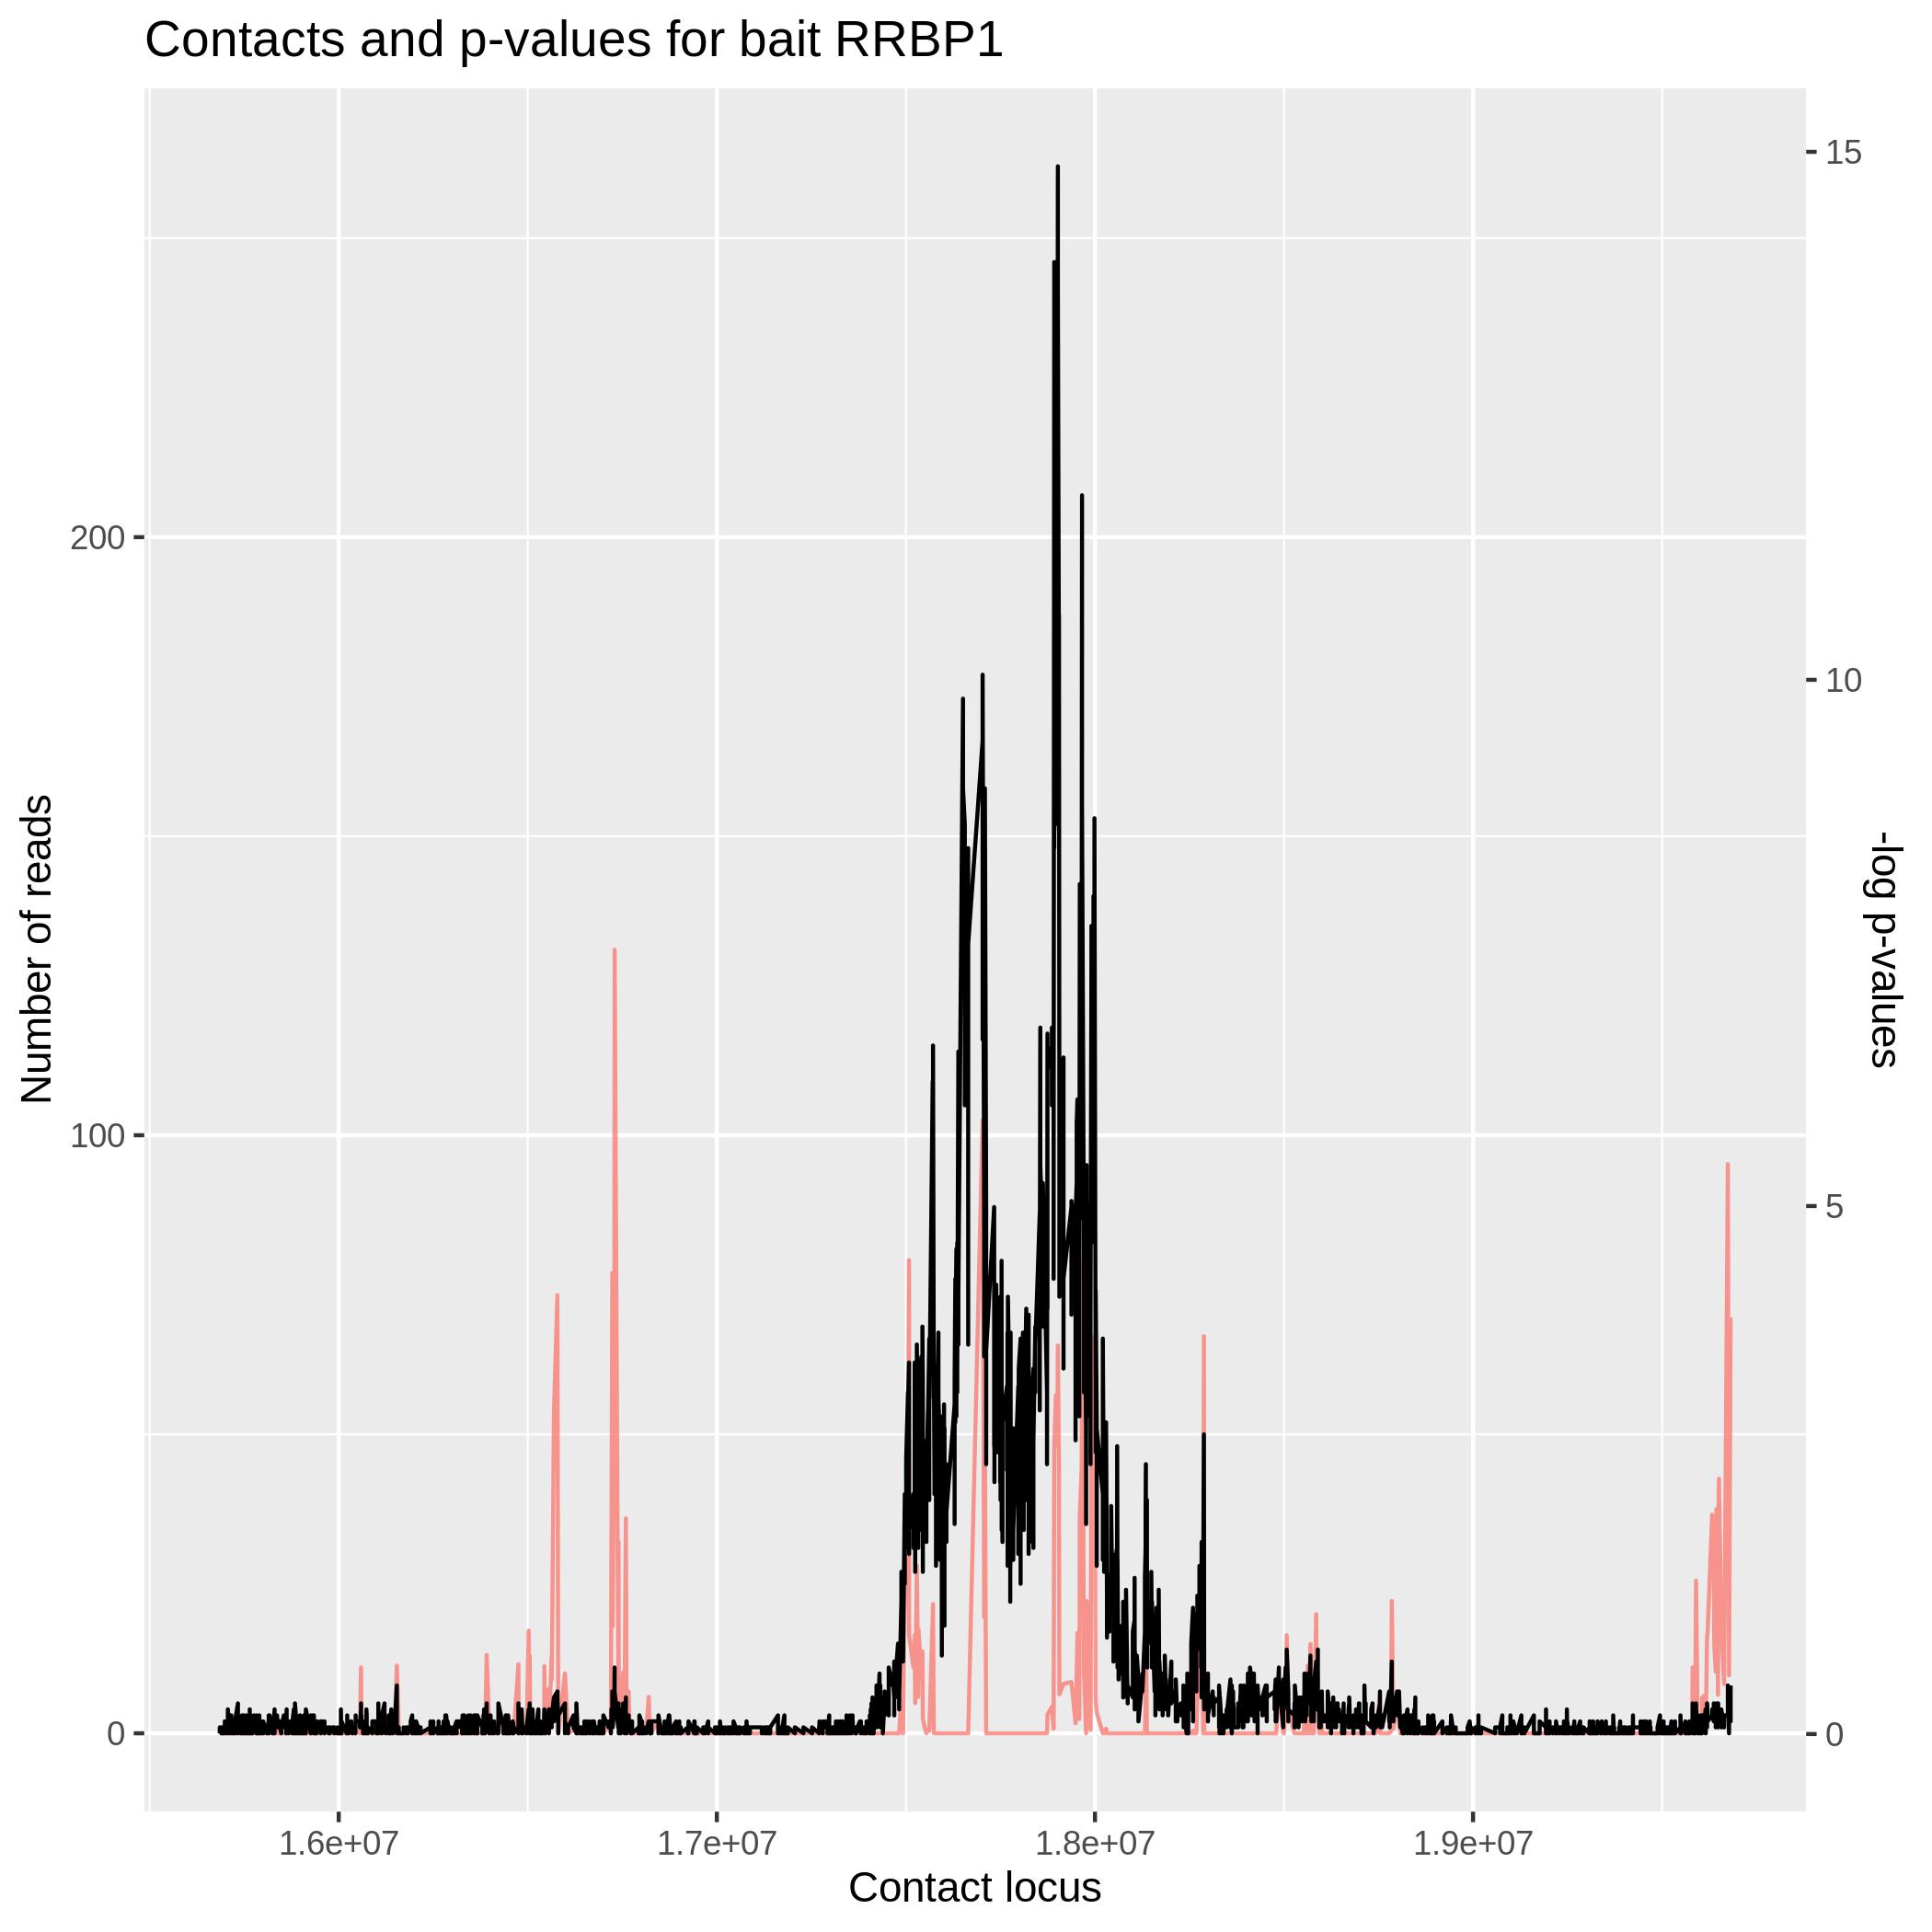 Contacts and p-values for bait RRBP1
15
200
10
Number of reads
-log p-values
5
100
0
0
1.6e+07
1.7e+07
1.8e+07
1.9e+07
Contact locus